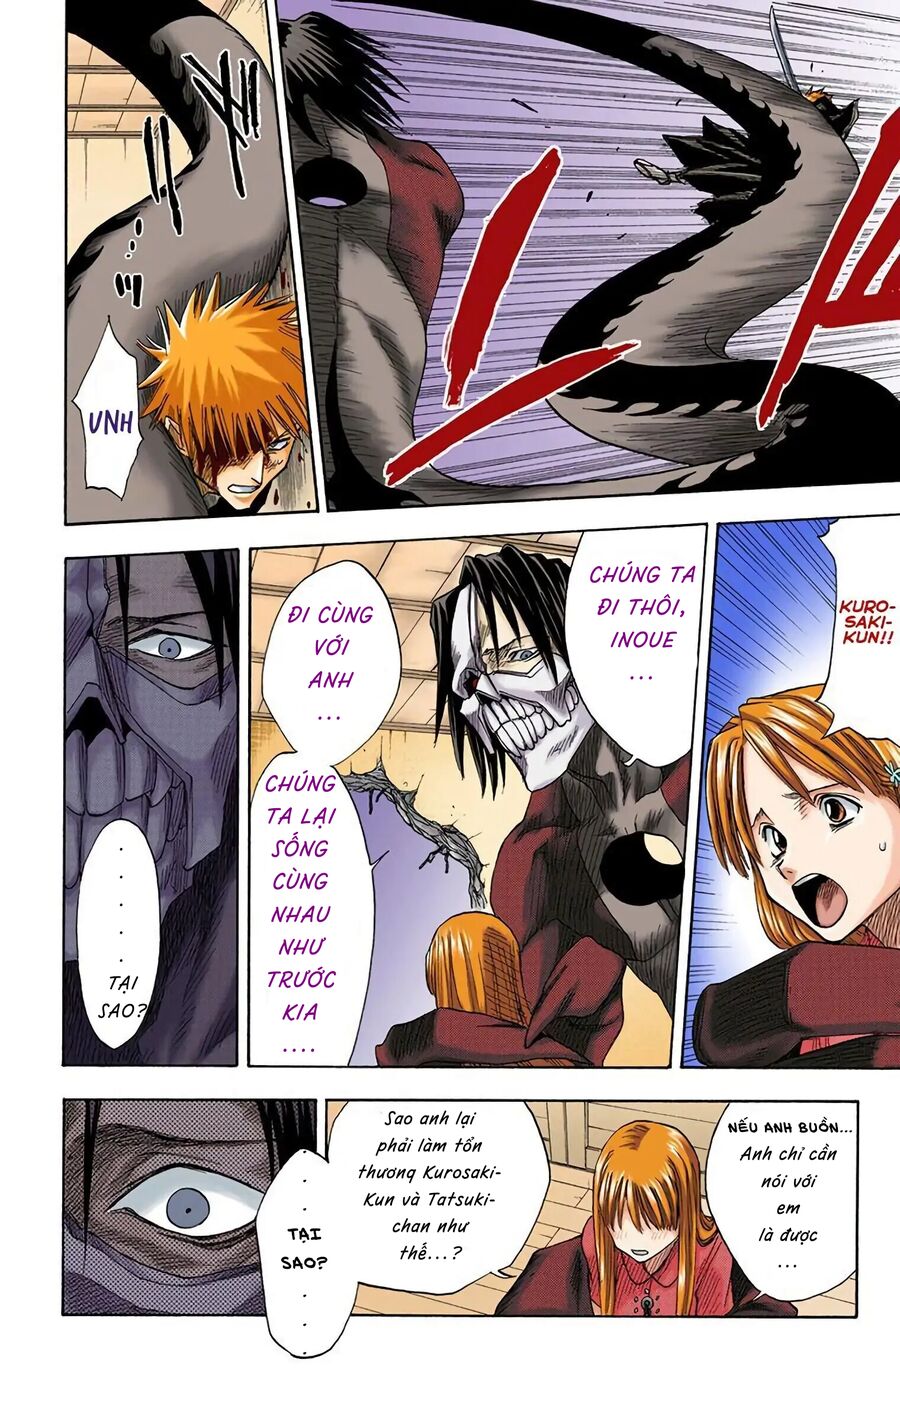 UNH
KURO-
SAKI-
KUN!!
CHÚNG TA
ĐI THÔI,
INOUE
...
ĐI CÙNG
VỚI
ANH
...
CHÚNG
TA LẠI
SỐNG
CÙNG
NHAU
NHƯ
TRƯỚC
KIA
....
.
.
.
.
.
TẠI
SAO?
NẾU ANH BUỒN...
Anh chỉ cần
nói với
em
là được
...
Sao anh lại
phải làm tổn
thương Kurosaki-
Kun và Tatsuki-
chan như
thế...?
.
.
TẠI
SAO?
.
.